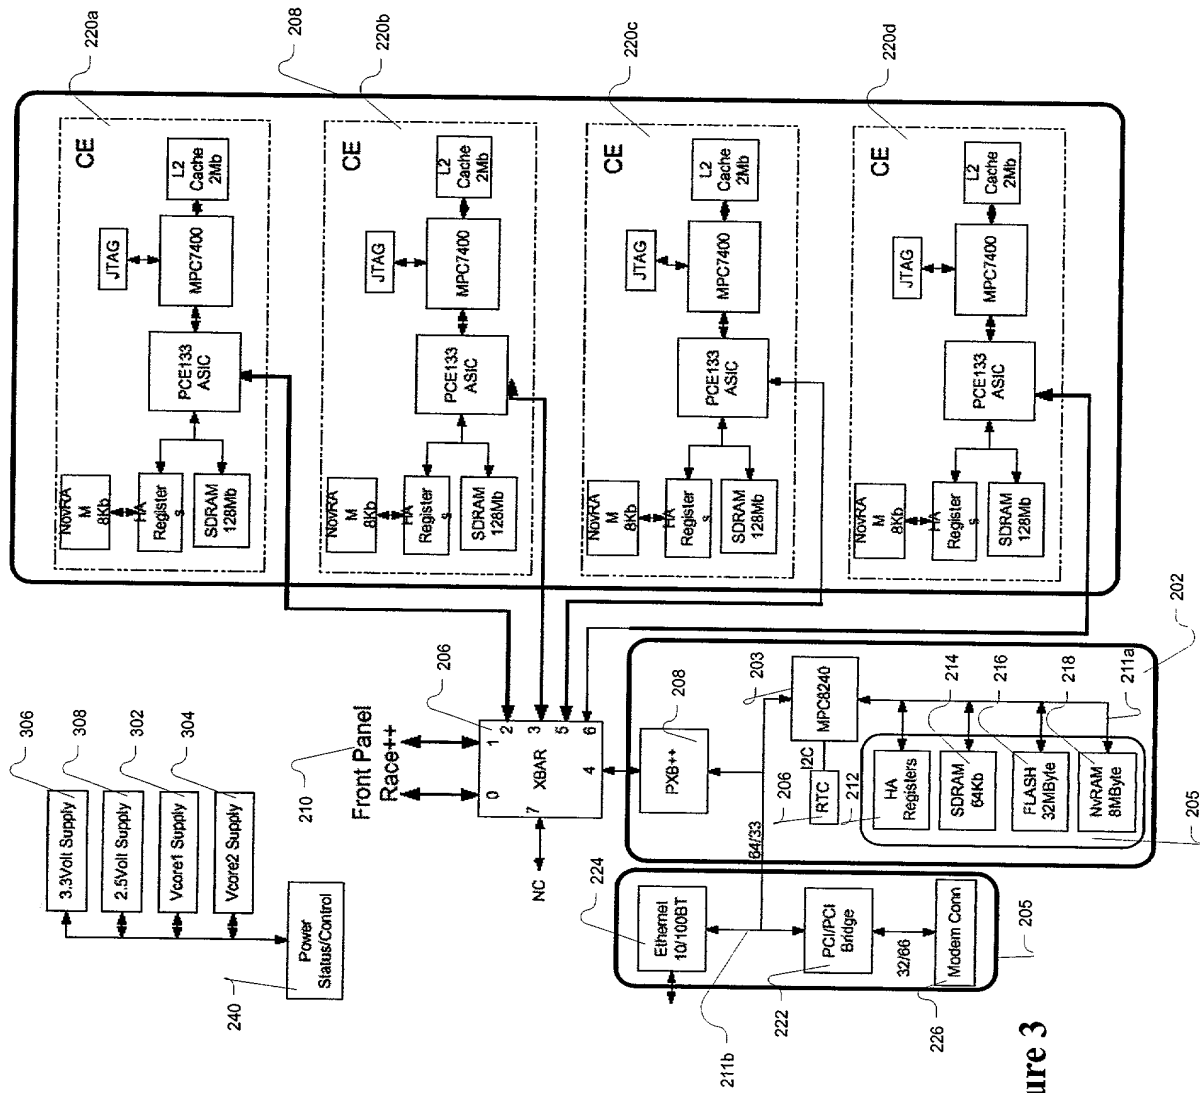 306
308
302
304
3.3Volt Supply
2.5Volt Supply
Vcore1 Supply
Vcore2 Supply
Power
Status/Control
240
210
Front Panel
Race++
206
0
1
2
3
5
6
4
7
XBAR
NC
220a
208
220b
220c
220d
CE
L2
Cache
2Mb
JTAG
MPC7400
PCE133
ASIC
NovRA
M
8Kb
HA
Register
s
SDRAM
128Mb
CE
L2
Cache
2Mb
JTAG
MPC7400
PCE133
ASIC
NovRA
M
8Kb
HA
Register
s
SDRAM
128Mb
CE
L2
Cache
2Mb
JTAG
MPC7400
PCE133
ASIC
NovRA
M
8Kb
HA
Register
s
SDRAM
128Mb
CE
L2
Cache
2Mb
JTAG
MPC7400
PCE133
ASIC
NovRA
M
8Kb
HA
Register
s
SDRAM
128Mb
PXB++
208
203
MPC8240
I2C
206
RTC
212
HA
Registers
SDRAM
64Kb
FLASH
32MByte
NvRAM
8MByte
214
216
218
211a
202
205
64/33
224
Ethernel
10/100BT
PCI/PCI
Bridge
32/66
Modem Conn
205
211b
222
226
ure 3